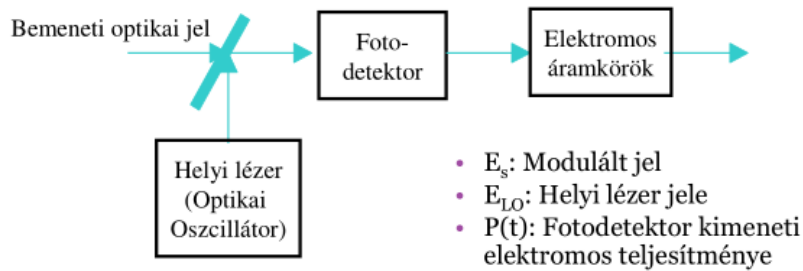 Bemeneti optikai jel
Foto-
detektor
Elektromos
áramkörök
Helyi lézer
(Optikai
Oszcillátor)
• Eₛ: Modulált jel
• E_LO: Helyi lézer jele
• P(t): Fotodetektor kimeneti
elektromos teljesítménye